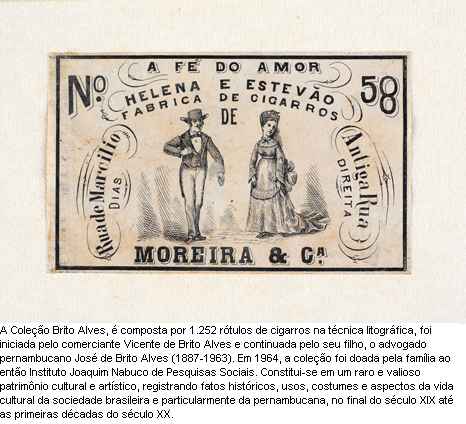 A FÉ DO AMOR
Nº 58
HELENA E ESTEVÃO
FABRICA DE CIGARROS
DE
Rua de Marcilio
DIAS
Antiga Rua
DIREITA
MOREIRA & Cª
A Coleção Brito Alves, é composta por 1.252 rótulos de cigarros na técnica litográfica, foi
iniciada pelo comerciante Vicente de Brito Alves e continuada pelo seu filho, o advogado
pernambucano José de Brito Alves (1887-1963). Em 1964, a coleção foi doada pela família ao
então Instituto Joaquim Nabuco de Pesquisas Sociais. Constitui-se em um raro e valioso
patrimônio cultural e artístico, registrando fatos históricos, usos, costumes e aspectos da vida
cultural da sociedade brasileira e particularmente da pernambucana, no final do século XIX até
as primeiras décadas do século XX.